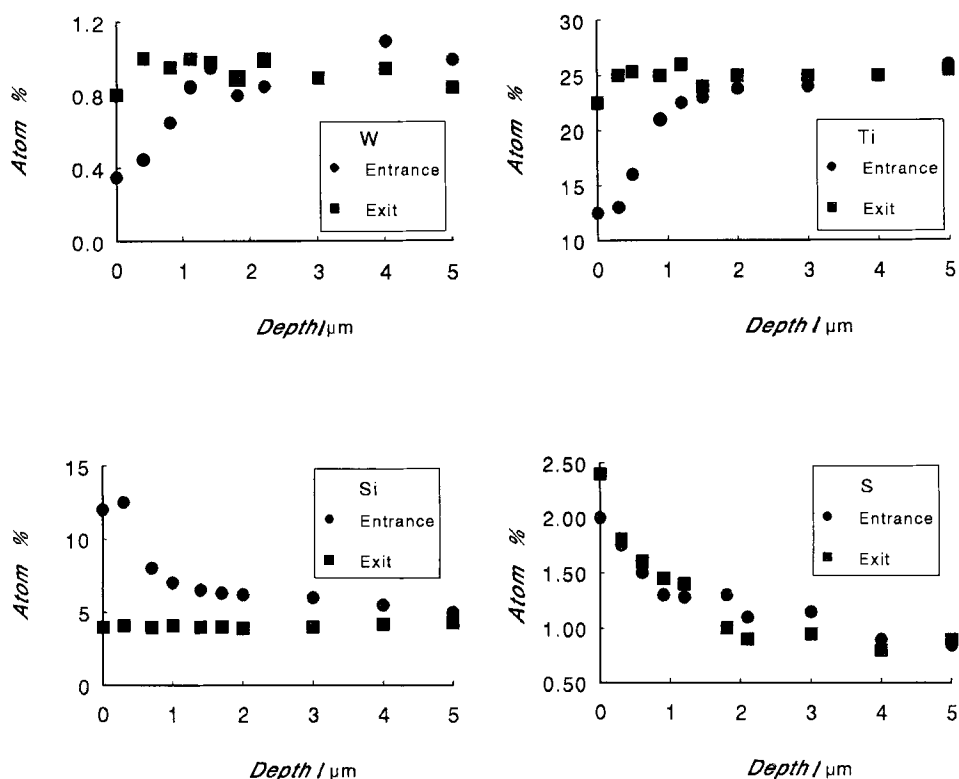 1.2
0.8
0.4
0.0
Atom %
W
Entrance
Exit
0 1 2 3 4 5
Depth/µm
30
25
20
15
10
Atom %
Ti
Entrance
Exit
0 1 2 3 4 5
Depth / µm
15
10
5
0
Atom %
Si
Entrance
Exit
0 1 2 3 4 5
Depth / µm
2.50
2.00
1.50
1.00
0.50
Atom %
S
Entrance
Exit
0 1 2 3 4 5
Depth / µm